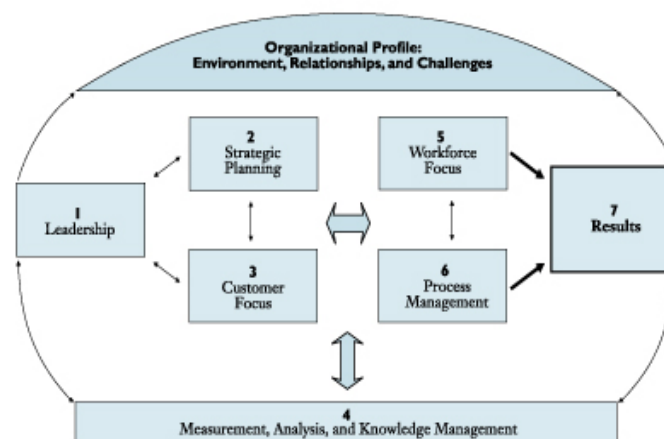 Organizational Profile:
Environment, Relationships, and Challenges
2
Strategic
Planning
5
Workforce
Focus
1
Leadership
7
Results
3
Customer
Focus
6
Process
Management
4
Measurement, Analysis, and Knowledge Management